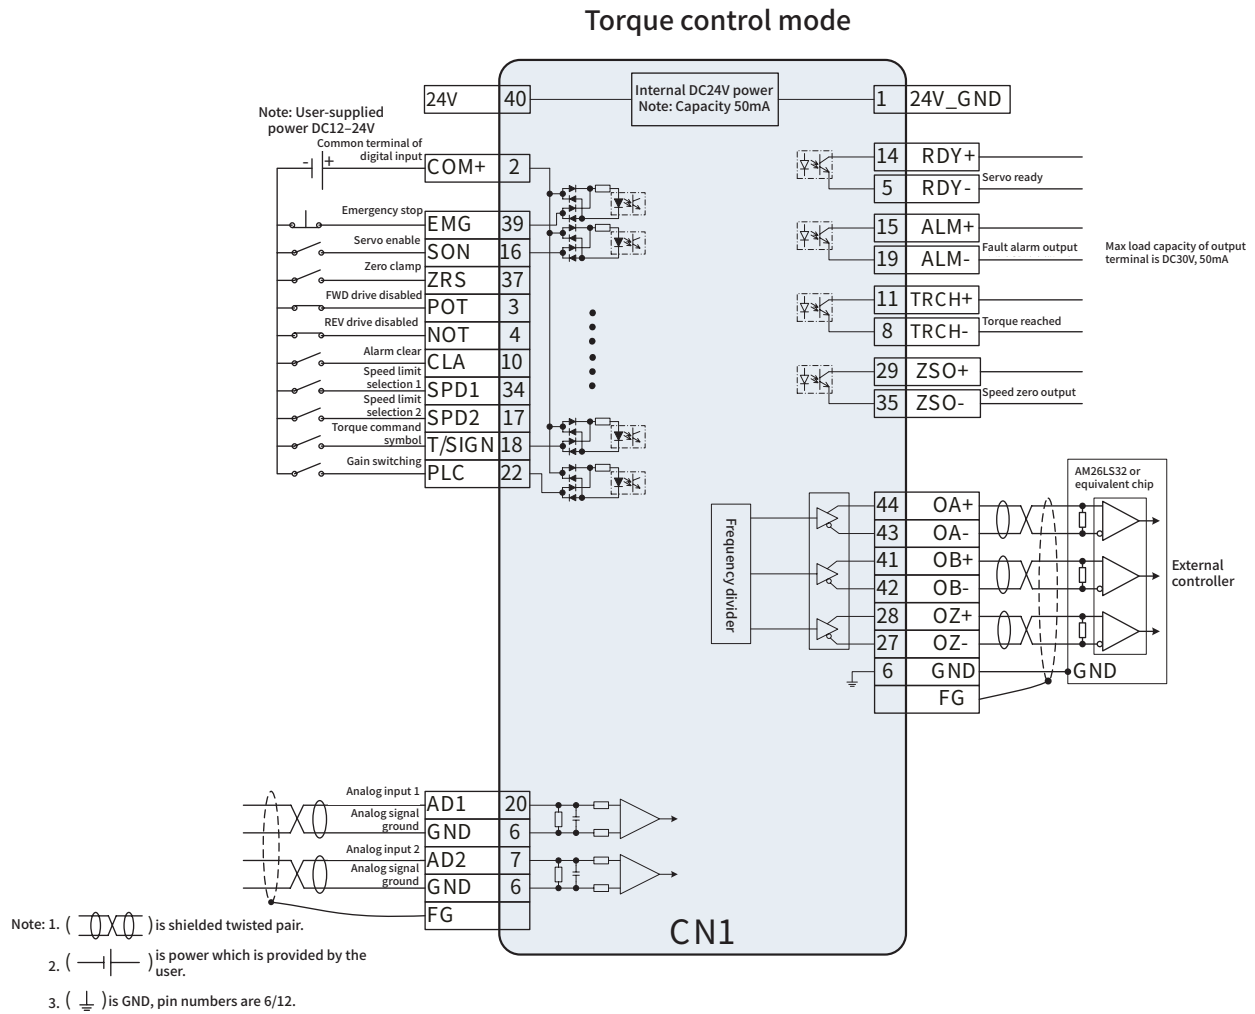 Torque control mode
24V 40
Internal DC24V power
Note: Capacity 50mA
1 24V_GND
Note: User-supplied
power DC12–24V
Common terminal of
digital input
- +
COM+ 2
Emergency stop
EMG 39
Servo enable
SON 16
Zero clamp
ZRS 37
FWD drive disabled
POT 3
REV drive disabled
NOT 4
Alarm clear
CLA 10
Speed limit
selection 1
SPD1 34
Speed limit
selection 2
SPD2 17
Torque command
symbol
T/SIGN 18
Gain switching
PLC 22
14 RDY+
Servo ready
5 RDY-
15 ALM+
Fault alarm output
19 ALM-
Max load capacity of output
terminal is DC30V, 50mA
11 TRCH+
Torque reached
8 TRCH-
29 ZSO+
Speed zero output
35 ZSO-
Frequency divider
44 OA+
43 OA-
41 OB+
42 OB-
28 OZ+
27 OZ-
6 GND
FG
AM26LS32 or
equivalent chip
GND
External
controller
Analog input 1
AD1 20
Analog signal
ground
GND 6
Analog input 2
AD2 7
Analog signal
ground
GND 6
FG
CN1
Note: 1. ( ) is shielded twisted pair.
2. ( ) is power which is provided by the
user.
3. ( ) is GND, pin numbers are 6/12.